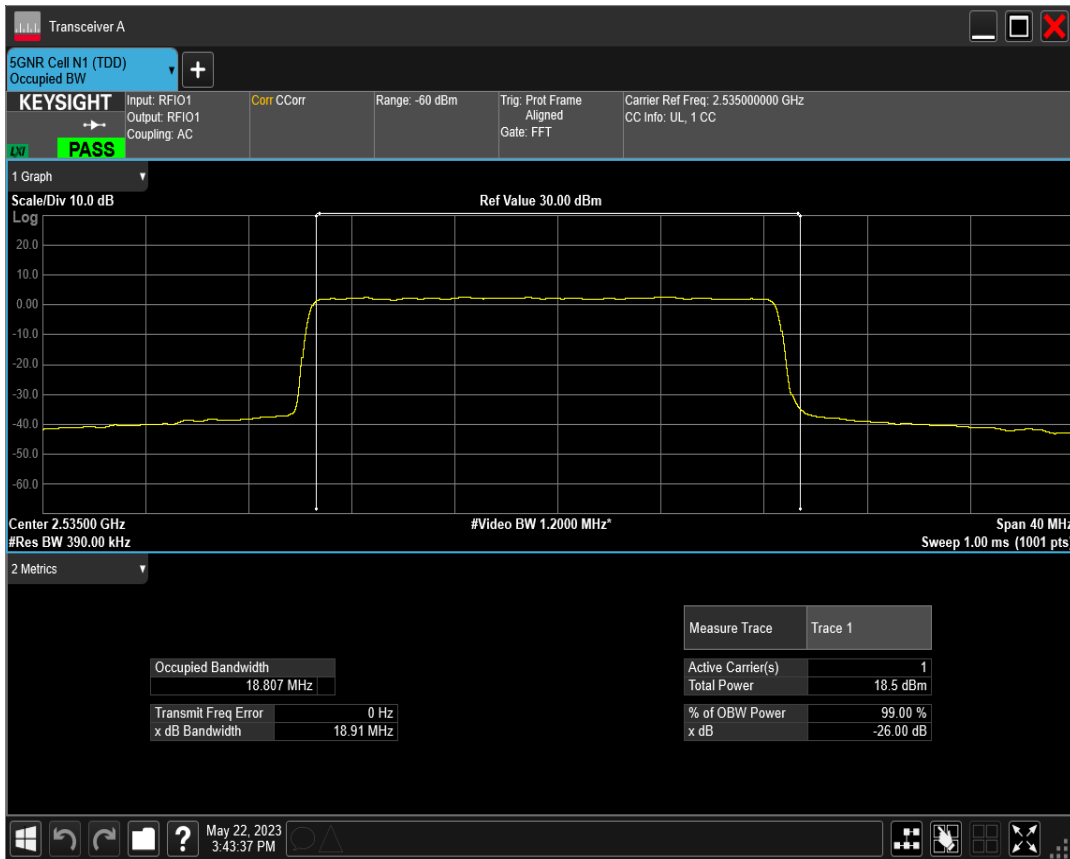 Transceiver A
5GNR Cell N1 (TDD)
Occupied BW
+
KEYSIGHT
LXI
PASS
Input: RFIO1
Output: RFIO1
Coupling: AC
Corr CCorr
Range: -60 dBm
Trig: Prot Frame
Aligned
Gate: FFT
Carrier Ref Freq: 2.535000000 GHz
CC Info: UL, 1 CC
1 Graph
Scale/Div 10.0 dB
Ref Value 30.00 dBm
Log
20.0
10.0
0.00
-10.0
-20.0
-30.0
-40.0
-50.0
-60.0
Center 2.53500 GHz
#Video BW 1.2000 MHz*
Span 40 MHz
#Res BW 390.00 kHz
Sweep 1.00 ms (1001 pts)
2 Metrics
Measure Trace Trace 1
Occupied Bandwidth
18.807 MHz
Active Carrier(s) 1
Total Power 18.5 dBm
Transmit Freq Error 0 Hz
x dB Bandwidth 18.91 MHz
% of OBW Power 99.00 %
x dB -26.00 dB
?
May 22, 2023
3:43:37 PM